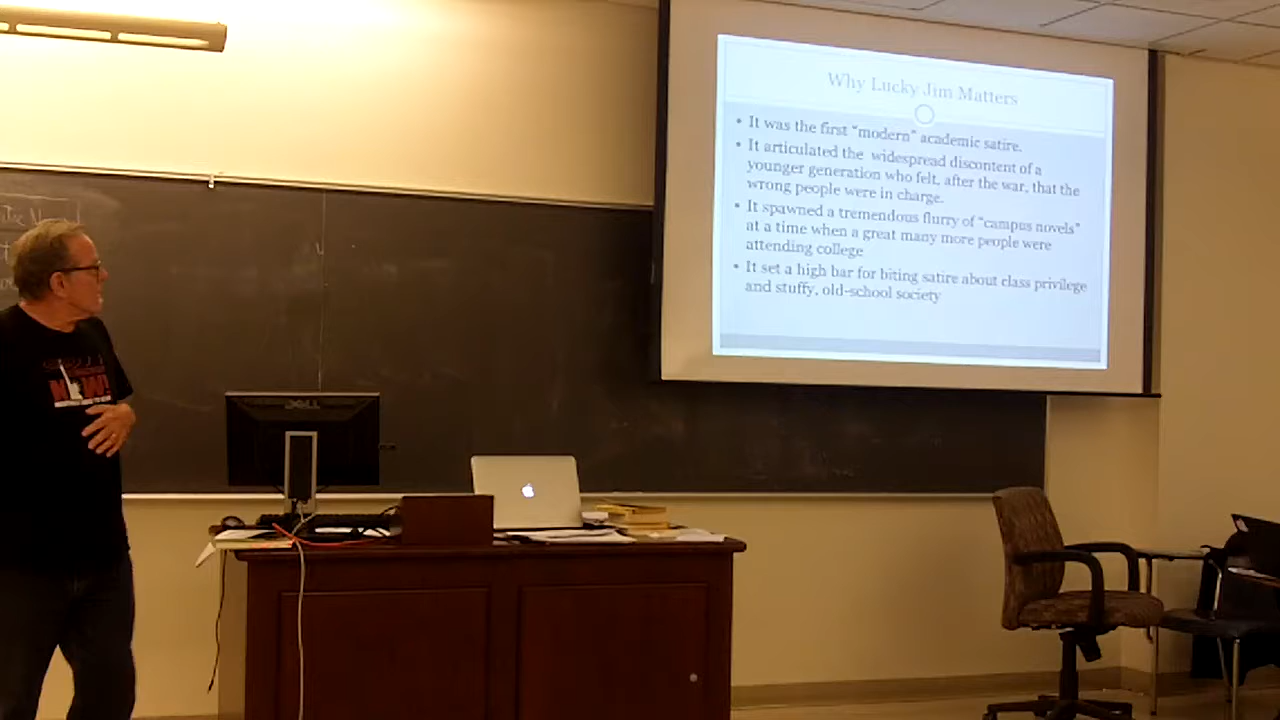 Why Lucky Jim Matters
• It was the first "modern" academic satire.
• It articulated the widespread discontent of a
younger generation who felt, after the war, that the
wrong people were in charge.
• It spawned a tremendous flurry of "campus novels"
at a time when a great many more people were
attending college
• It set a high bar for biting satire about class privilege
and stuffy, old-school society
NOW!
DELL